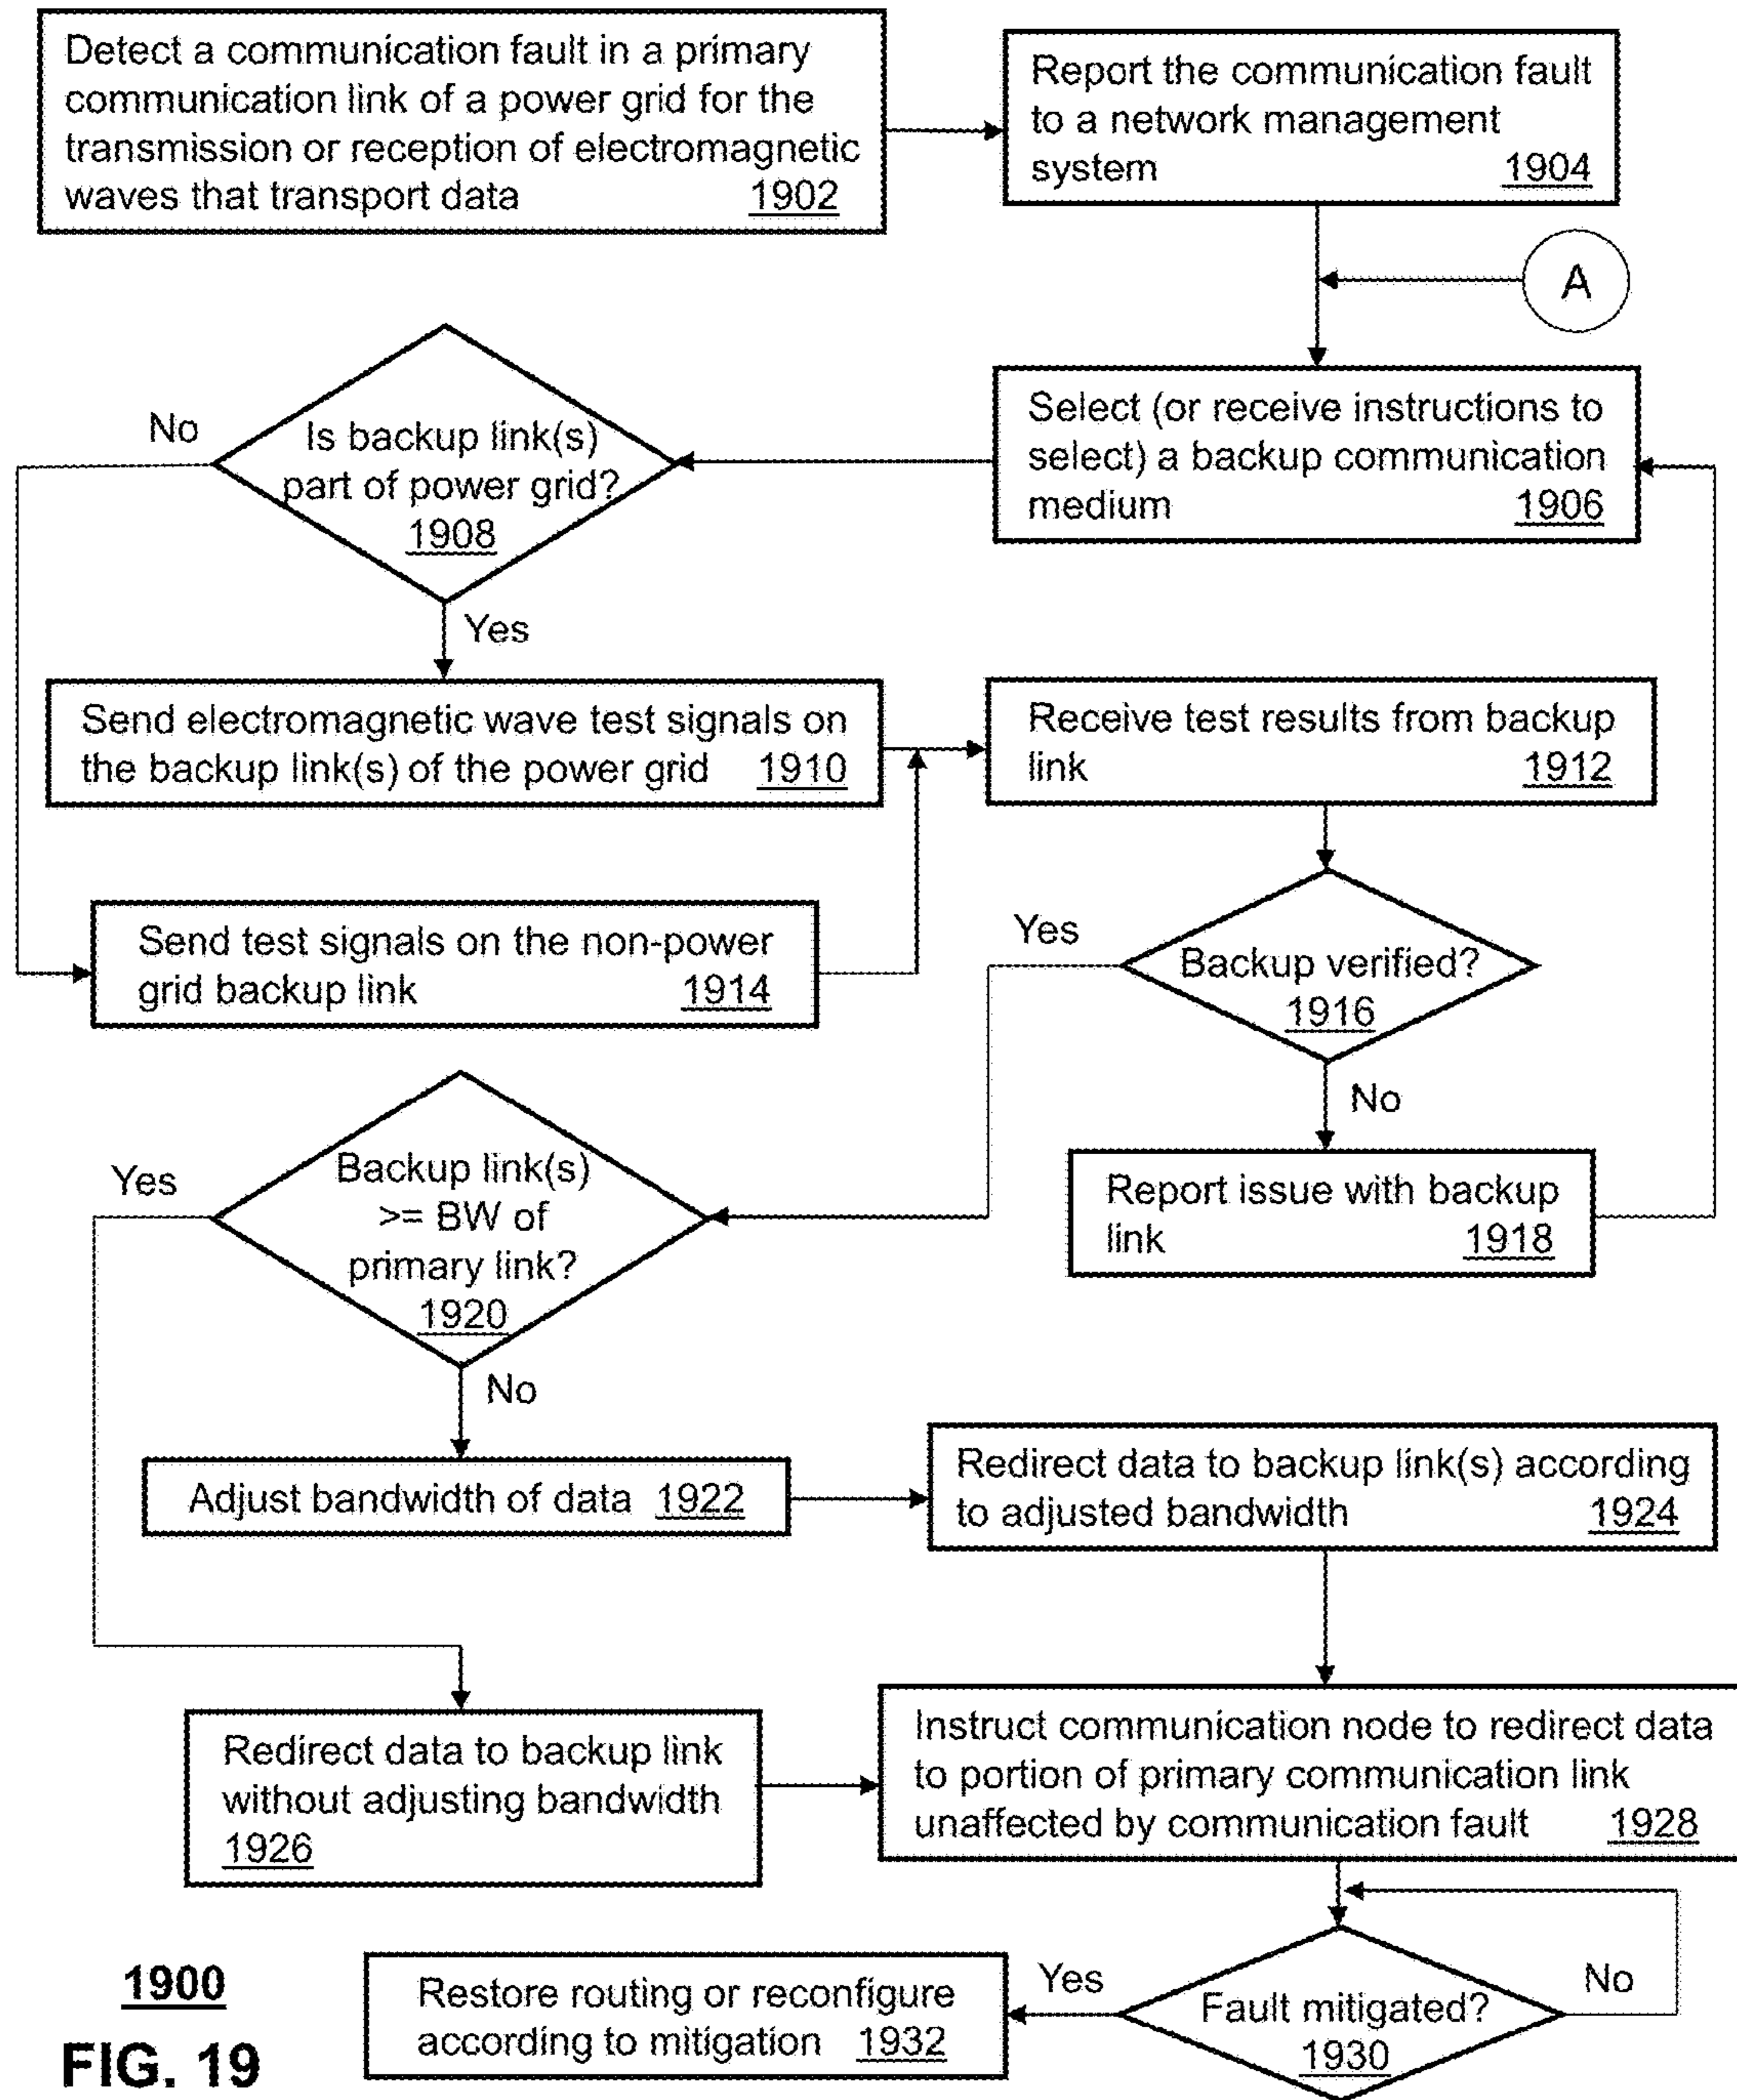 Detect a communication fault in a primary
communication link of a power grid for the
transmission or reception of electromagnetic
waves that transport data 1902
Report the communication fault
to a network management
system 1904
A
Select (or receive instructions to
select) a backup communication
medium 1906
No
Is backup link(s)
part of power grid?
1908
Yes
Send electromagnetic wave test signals on
the backup link(s) of the power grid 1910
Receive test results from backup
link 1912
Send test signals on the non-power
grid backup link 1914
Yes
Backup verified?
1916
No
Report issue with backup
link 1918
Yes
Backup link(s)
>= BW of
primary link?
1920
No
Adjust bandwidth of data 1922
Redirect data to backup link(s) according
to adjusted bandwidth 1924
Redirect data to backup link
without adjusting bandwidth
1926
Instruct communication node to redirect data
to portion of primary communication link
unaffected by communication fault 1928
Fault mitigated?
1930
No
Yes
Restore routing or reconfigure
according to mitigation 1932
1900
FIG. 19